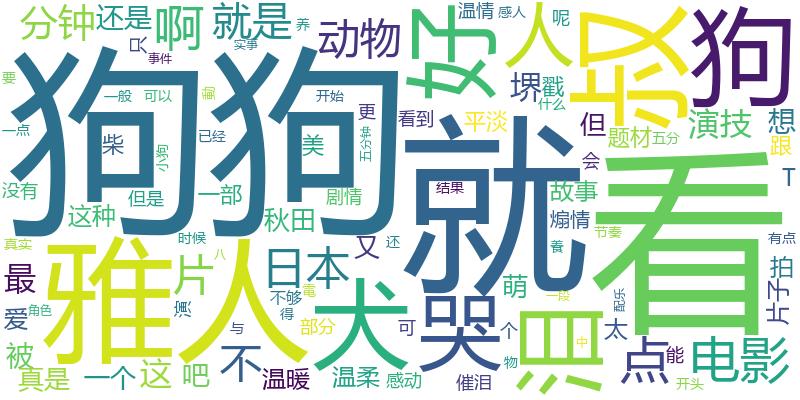 分钟
还是
啊
就是
动物
好
人
温情
感人
呢
叔
狗
只
实事
养
要
事件
狗狗
一般
可以
开始
堺
戳
什么
更
看到
平淡
但
题材
五分
演技
想
跟
一点
柴
已经
小狗
美
五分钟
就
会
看
T
没有
这种
但是
一部
剧情
秋田
结果
故事
煽情
节奏
有点
真实
雅人
时候
八
又
还
养
最
片
日本
萌
一段
拍
片子
爱
角色
演
不够
得
犬
哭
泪
个
太
配乐
与
部分
可
物
中
被
真是
一个
这
吧
不
温暖
温柔
感动
催泪
点
能
开头
电影